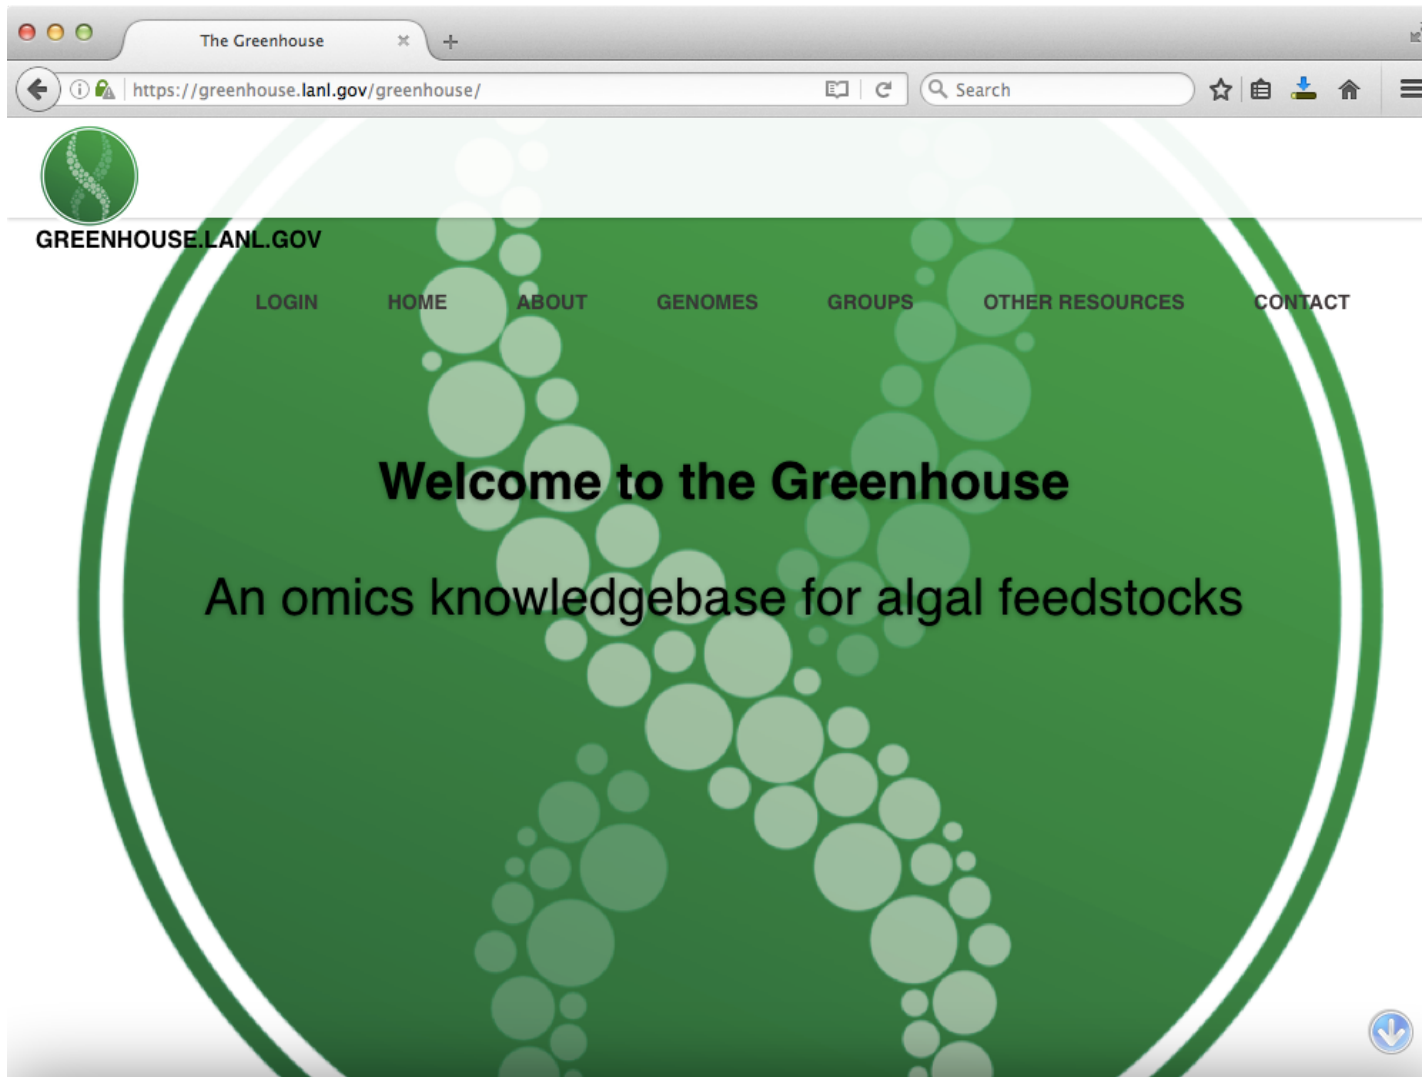 The Greenhouse
https://greenhouse.lanl.gov/greenhouse/
Search
GREENHOUSE.LANL.GOV
LOGIN HOME ABOUT GENOMES GROUPS OTHER RESOURCES CONTACT
Welcome to the Greenhouse
An omics knowledgebase for algal feedstocks